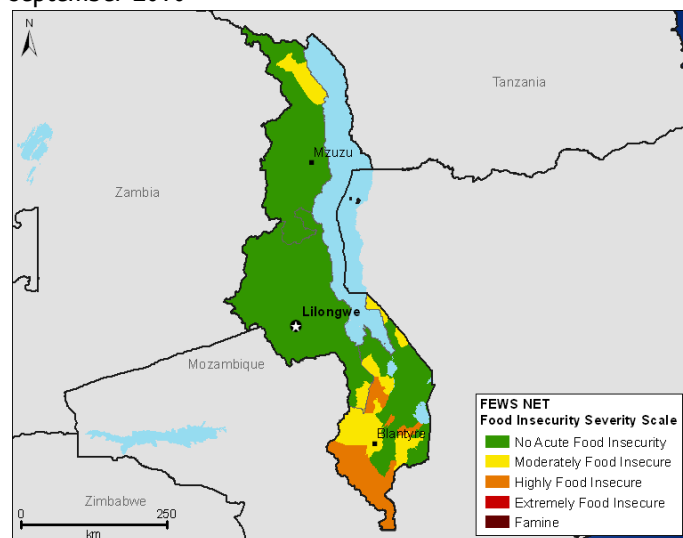 N
Tanzania
Mzuzu
Zambia
Lilongwe
Mozambique
Blantyre
Zimbabwe
0 250
km
FEWS NET
Food Insecurity Severity Scale
No Acute Food Insecurity
Moderately Food Insecure
Highly Food Insecure
Extremely Food Insecure
Famine